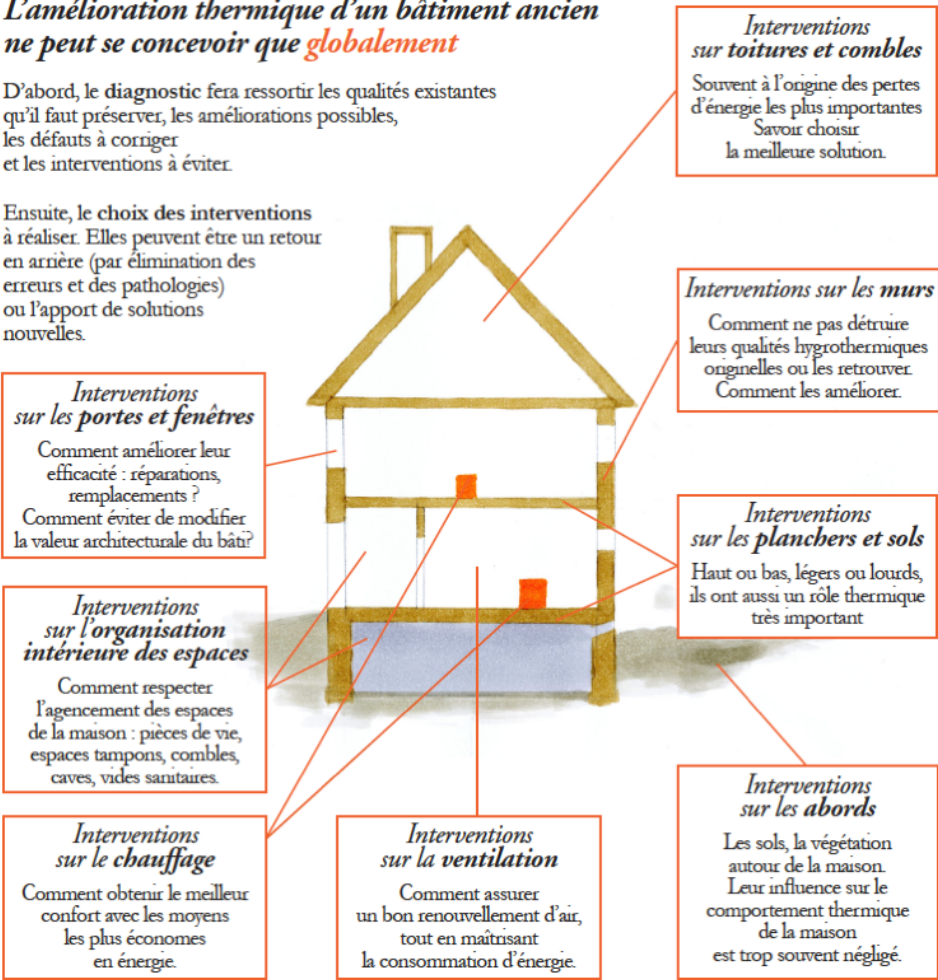 L'amélioration thermique d'un bâtiment ancien
ne peut se concevoir que globalement
D'abord, le diagnostic fera ressortir les qualités existantes
qu'il faut préserver, les améliorations possibles,
les défauts à corriger
et les interventions à éviter.
Ensuite, le choix des interventions
à réaliser. Elles peuvent être un retour
en arrière (par élimination des
erreurs et des pathologies)
ou l'apport de solutions
nouvelles.
Interventions
sur toitures et combles
Souvent à l'origine des pertes
d'énergie les plus importantes
Savoir choisir
la meilleure solution.
Interventions sur les murs
Comment ne pas détruire
leurs qualités hygrothermiques
originelles ou les retrouver.
Comment les améliorer.
Interventions
sur les portes et fenêtres
Comment améliorer leur
efficacité : réparations,
remplacements ?
Comment éviter de modifier
la valeur architecturale du bâti?
Interventions
sur les planchers et sols
Haut ou bas, légers ou lourds,
ils ont aussi un rôle thermique
très important
Interventions
sur l'organisation
intérieure des espaces
Comment respecter
l'agencement des espaces
de la maison : pièces de vie,
espaces tampons, combles,
caves, vides sanitaires.
Interventions
sur le chauffage
Comment obtenir le meilleur
confort avec les moyens
les plus économes
en énergie.
Interventions
sur la ventilation
Comment assurer
un bon renouvellement d'air,
tout en maîtrisant
la consommation d'énergie.
Interventions
sur les abords
Les sols, la végétation
autour de la maison.
Leur influence sur le
comportement thermique
de la maison
est trop souvent négligé.